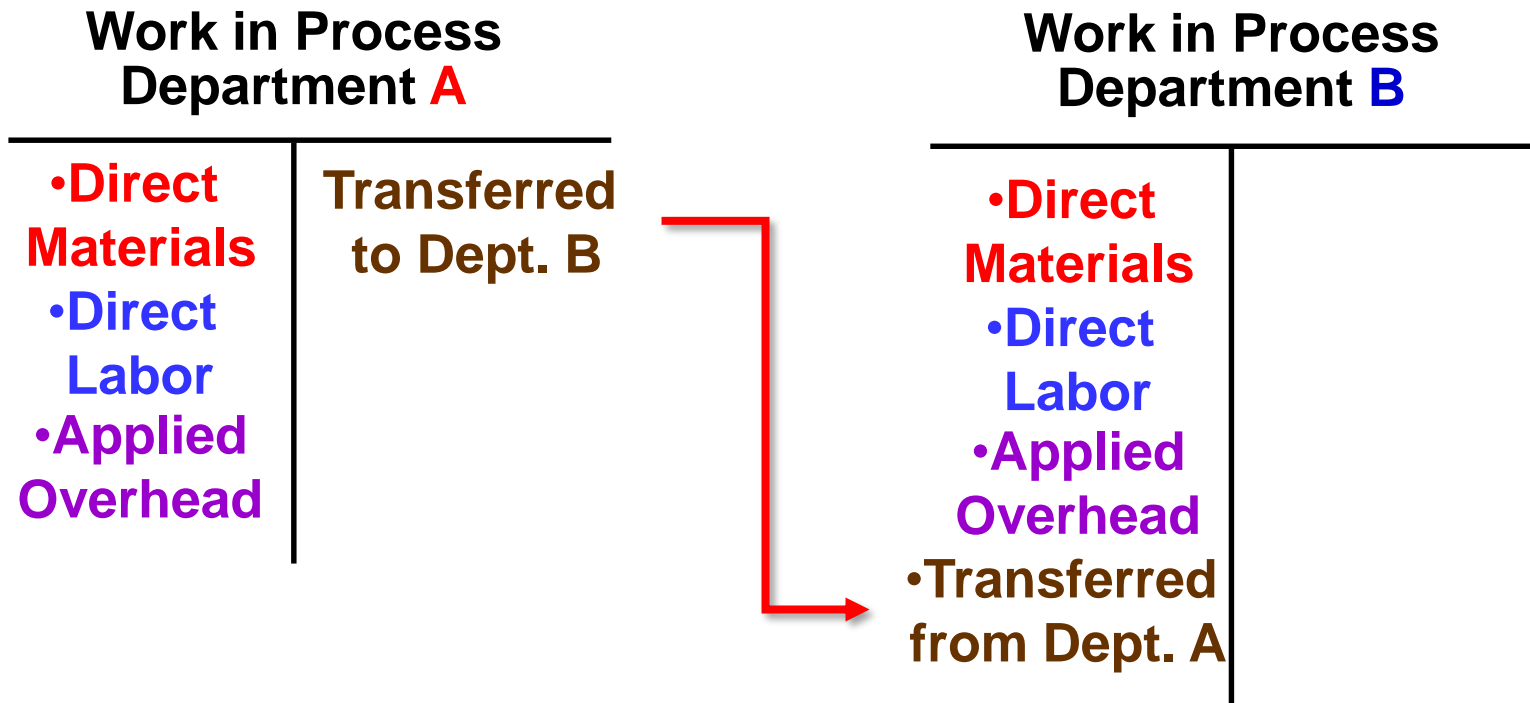 Work in Process
Department A
•Direct
Materials
•Direct
Labor
•Applied
Overhead
Transferred
to Dept. B
Work in Process
Department B
•Direct
Materials
•Direct
Labor
•Applied
Overhead
•Transferred
from Dept. A